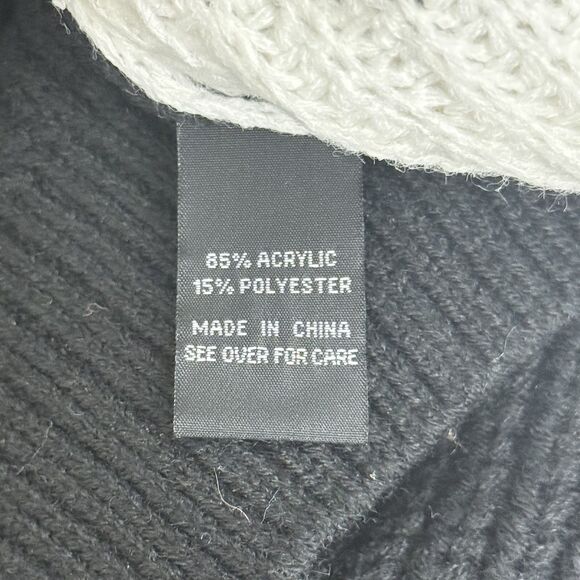 85% ACRYLIC
15% POLYESTER
MADE IN CHINA
SEE OVER FOR CARE